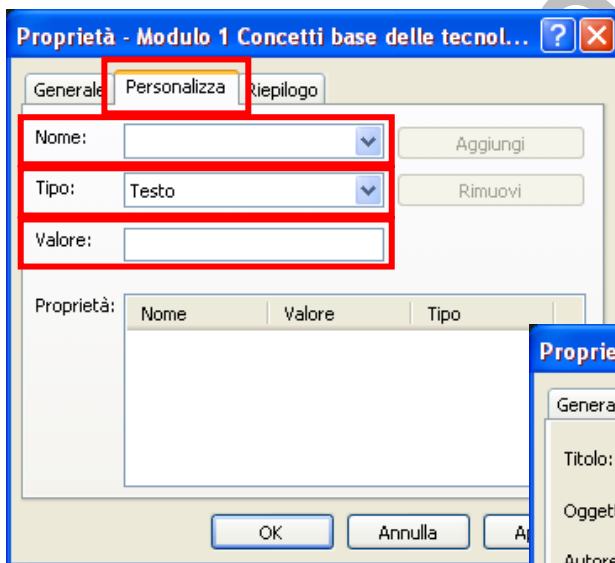 Proprietà - Modulo 1 Concetti base delle tecnol...
Generale Personalizza Riepilogo
Nome: Aggiungi
Tipo: Testo Rimuovi
Valore:
Proprietà: Nome Valore Tipo
OK Annulla
Titolo: